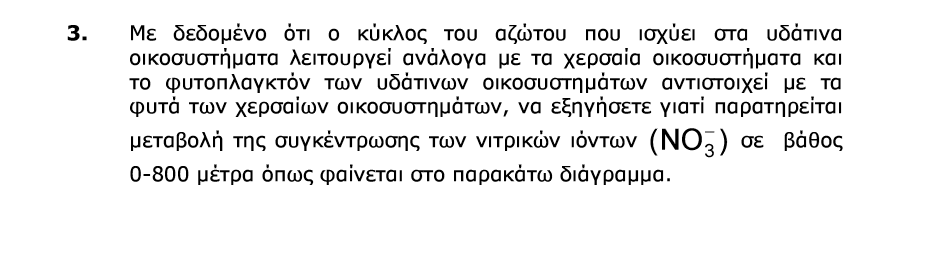 3. Με δεδομένο ότι ο κύκλος του αζώτου που ισχύει στα υδάτινα
οικοσυστήματα λειτουργεί ανάλογα με τα χερσαία οικοσυστήματα και
το φυτοπλαγκτόν των υδάτινων οικοσυστημάτων αντιστοιχεί με τα
φυτά των χερσαίων οικοσυστημάτων, να εξηγήσετε γιατί παρατηρείται
μεταβολή της συγκέντρωσης των νιτρικών ιόντων (NO₃⁻) σε βάθος
0-800 μέτρα όπως φαίνεται στο παρακάτω διάγραμμα.